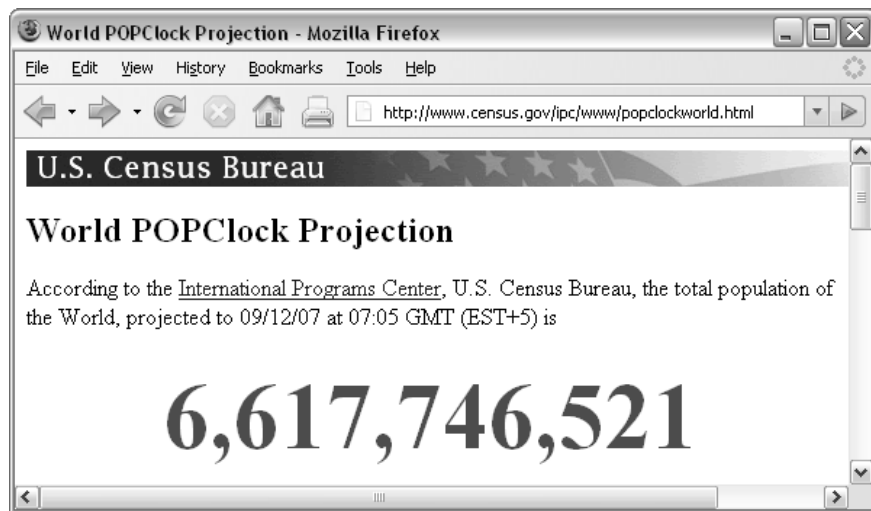 World POPClock Projection - Mozilla Firefox
File Edit View History Bookmarks Tools Help
http://www.census.gov/ipc/www/popclockworld.html
U.S. Census Bureau
World POPClock Projection
According to the International Programs Center, U.S. Census Bureau, the total population of
the World, projected to 09/12/07 at 07:05 GMT (EST+5) is
6,617,746,521